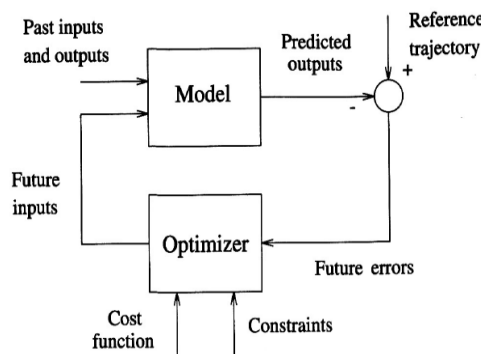 Past inputs
and outputs
Model
Predicted
outputs
Reference
trajectory
+
-
Future
inputs
Optimizer
Future errors
Cost
function
Constraints